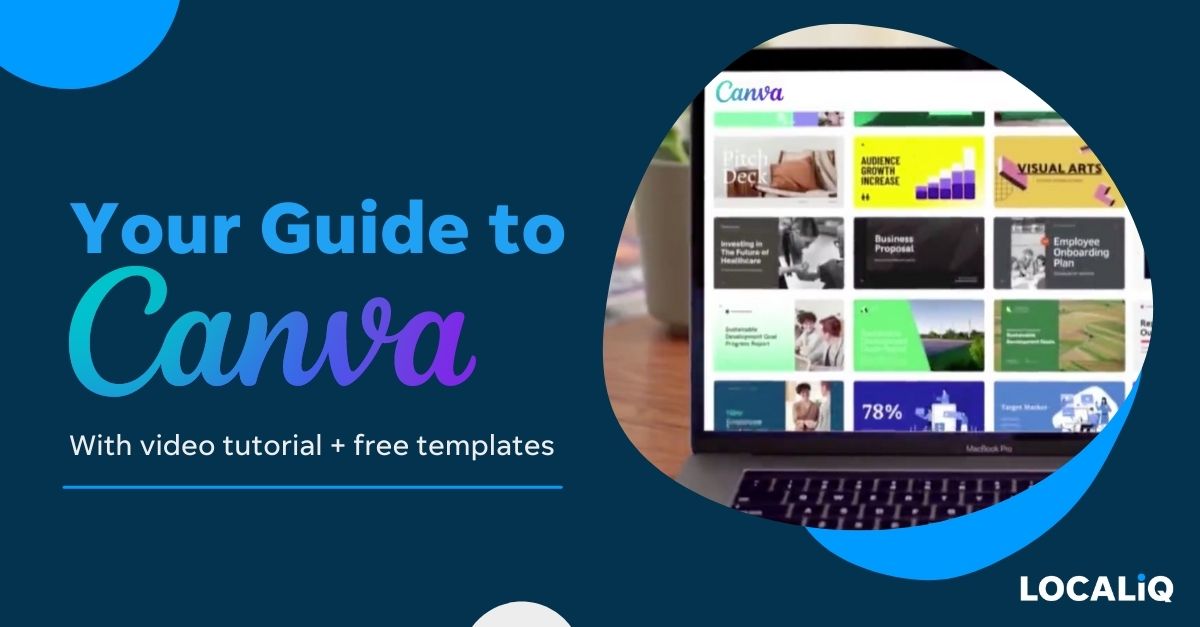 Your Guide to
Canva
With video tutorial + free templates
Canva
Pitch
Deck
AUDIENCE
GROWTH
INCREASE
VISUAL ARTS
Investing in
The Future of
Healthcare
Business
Proposal
Employee
Onboarding
Plan
Sustainable
Development Goal
Progress Report
Sustainable
78%
Target Market
MacBook Pro
LOCALiQ